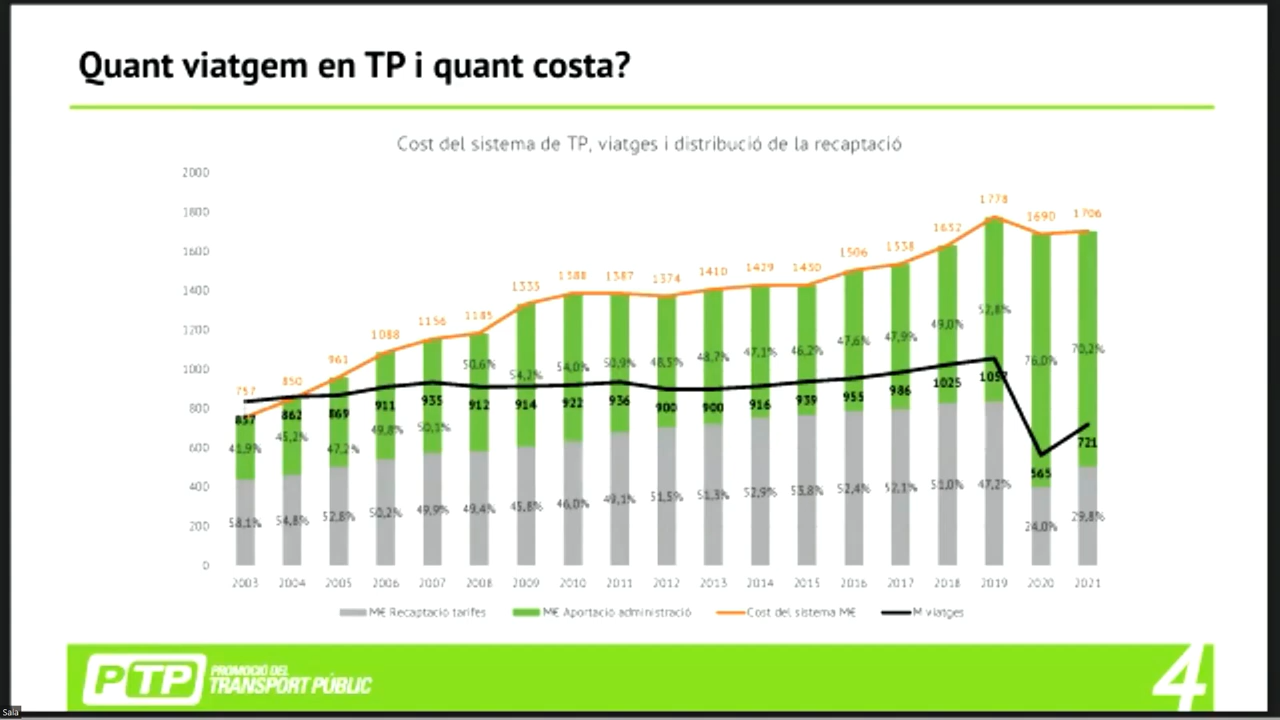 Quant viatgem en TP i quant costa?
Cost del sistema de TP, viatges i distribució de la recaptació
2000
1800
1600
1400
1200
1000
800
600
400
200
0
757 850 961 1088 1156 1185 1333 1388 1387 1374 1410 1429 1430 1506 1538 1632 1778 1690 1706
41,9% 45,2% 47,2% 49,8% 50,1% 50,6% 54,2% 54,0% 50,9% 48,5% 48,7% 47,1% 46,2% 47,6% 47,9% 49,0% 52,8% 76,0% 70,2%
837 862 869 911 935 912 914 922 936 900 900 916 939 955 986 1025 1057 565 721
58,1% 54,8% 52,8% 50,2% 49,9% 49,4% 45,8% 46,0% 49,1% 51,5% 51,3% 52,9% 53,8% 52,4% 52,1% 51,0% 47,2% 24,0% 29,8%
2003 2004 2005 2006 2007 2008 2009 2010 2011 2012 2013 2014 2015 2016 2017 2018 2019 2020 2021
M€ Recaptació tarifes M€ Aportació administració Cost del sistema M€ M viatges
PTP PROMOCIÓ DEL
TRANSPORT PÚBLIC
4
Sala